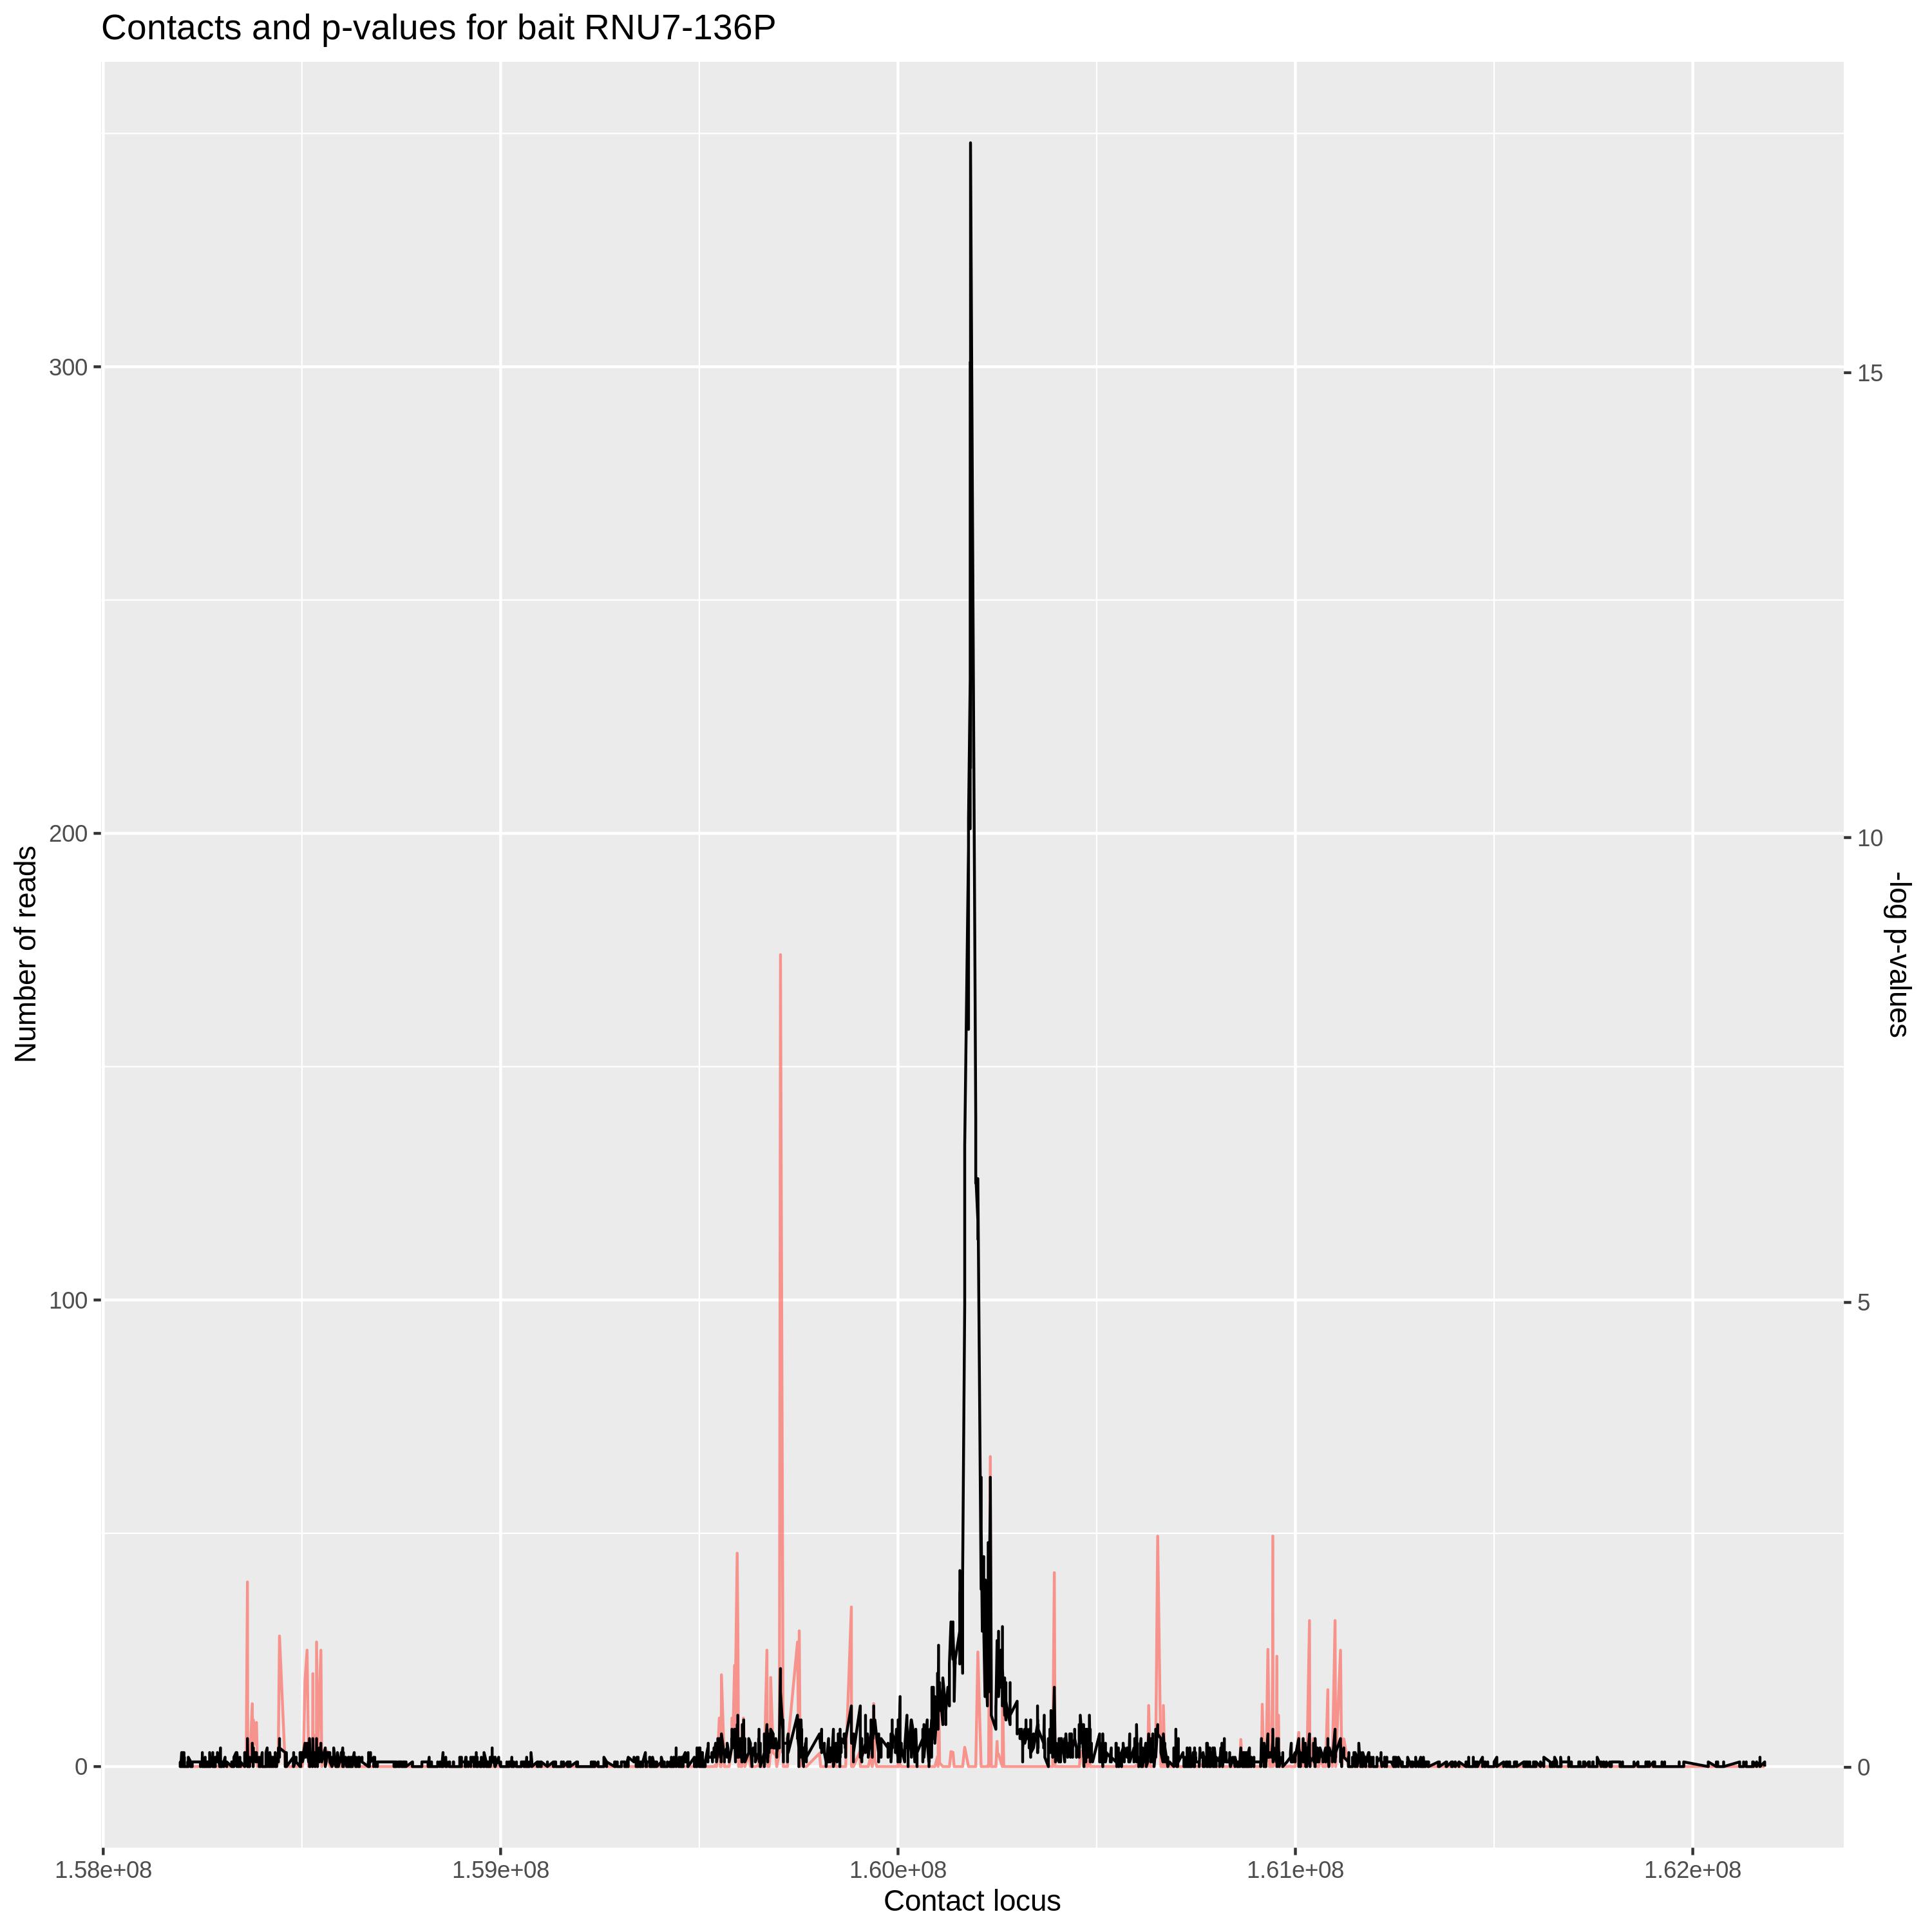 Contacts and p-values for bait RNU7-136P
300
200
100
0
15
10
5
0
Number of reads
-log p-values
1.58e+08
1.59e+08
1.60e+08
1.61e+08
1.62e+08
Contact locus